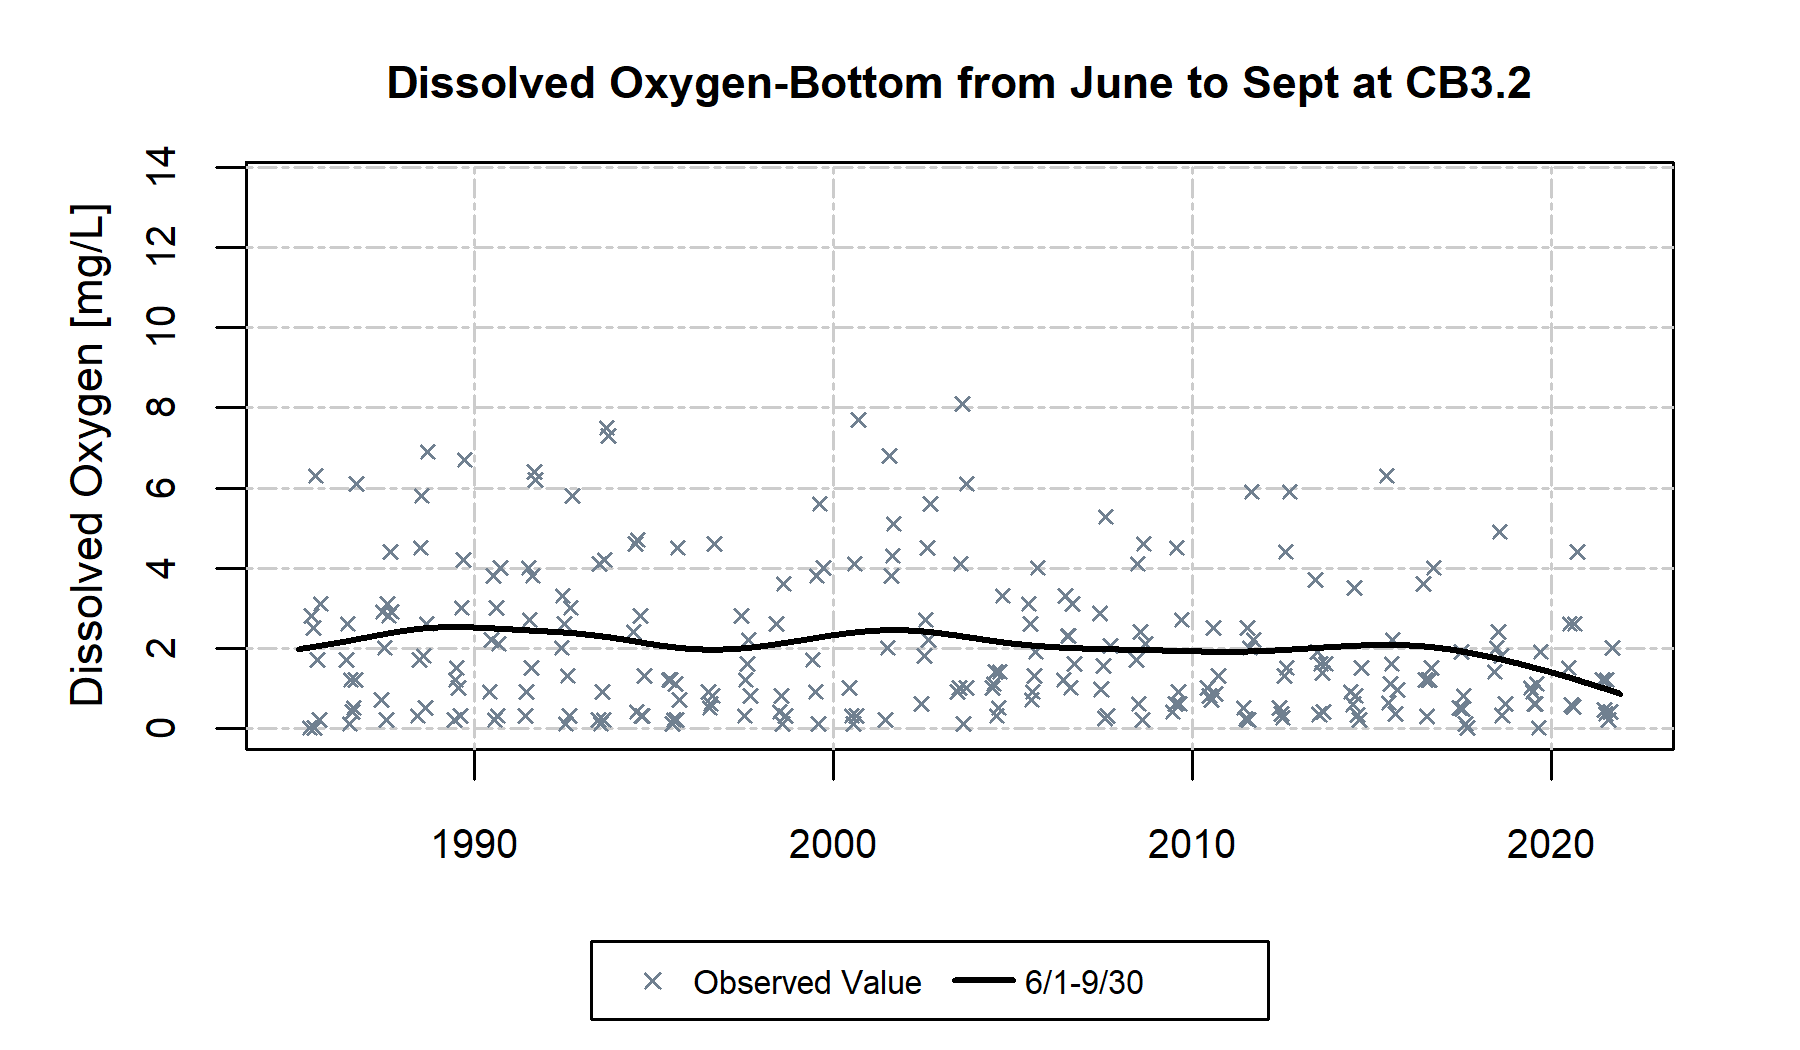 Dissolved Oxygen-Bottom from June to Sept at CB3.2
Dissolved Oxygen [mg/L]
14
12
10
8
6
4
2
0
1990 2000 2010 2020
Observed Value 6/1-9/30